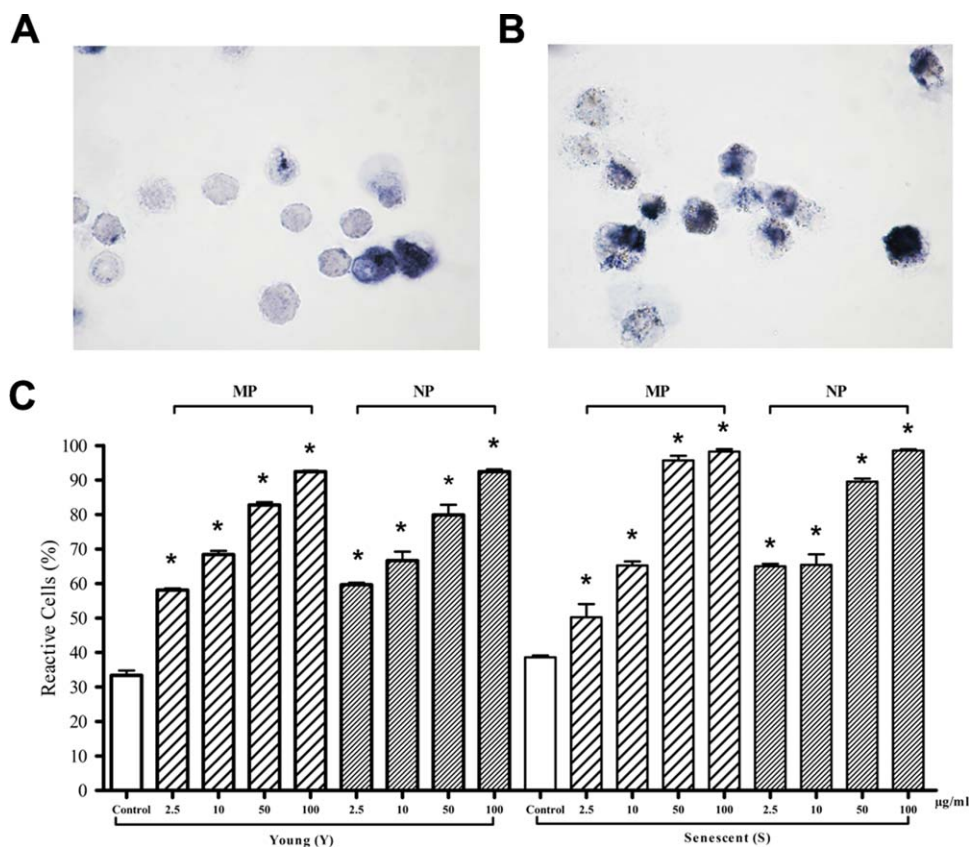 A
B
C
MP NP MP NP
Reactive Cells (%)
100
90
80
70
60
50
40
30
20
10
0
* * * * * * * * * * * * * * * *
Control 2.5 10 50 100 2.5 10 50 100 Control 2.5 10 50 100 2.5 10 50 100 µg/ml
Young (Y) Senescent (S)